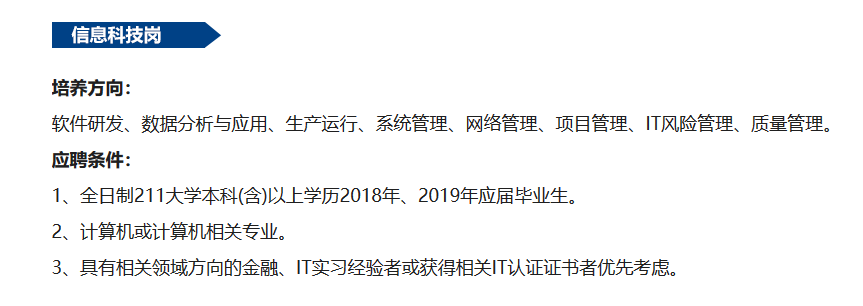 信息科技岗
培养方向：
软件研发、数据分析与应用、生产运行、系统管理、网络管理、项目管理、IT风险管理、质量管理。
应聘条件：
1、全日制211大学本科(含)以上学历2018年、2019年应届毕业生。
2、计算机或计算机相关专业。
3、具有相关领域方向的金融、IT实习经验者或获得相关IT认证证书者优先考虑。